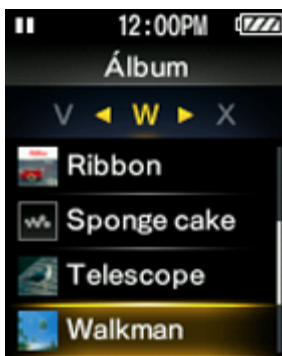 12:00PM
Álbum
V W X
Ribbon
Sponge cake
Telescope
Walkman